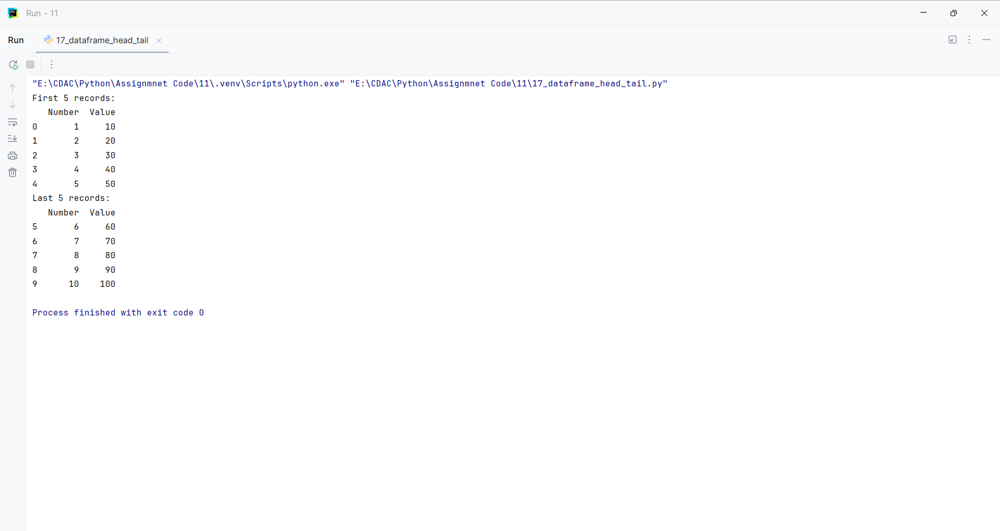 Run - 11
Run 17_dataframe_head_tail
"E:\CDAC\Python\Assignmnet Code\11\.venv\Scripts\python.exe" "E:\CDAC\Python\Assignmnet Code\11\17_dataframe_head_tail.py"
First 5 records:
   Number  Value
0       1     10
1       2     20
2       3     30
3       4     40
4       5     50
Last 5 records:
   Number  Value
5       6     60
6       7     70
7       8     80
8       9     90
9      10    100
Process finished with exit code 0